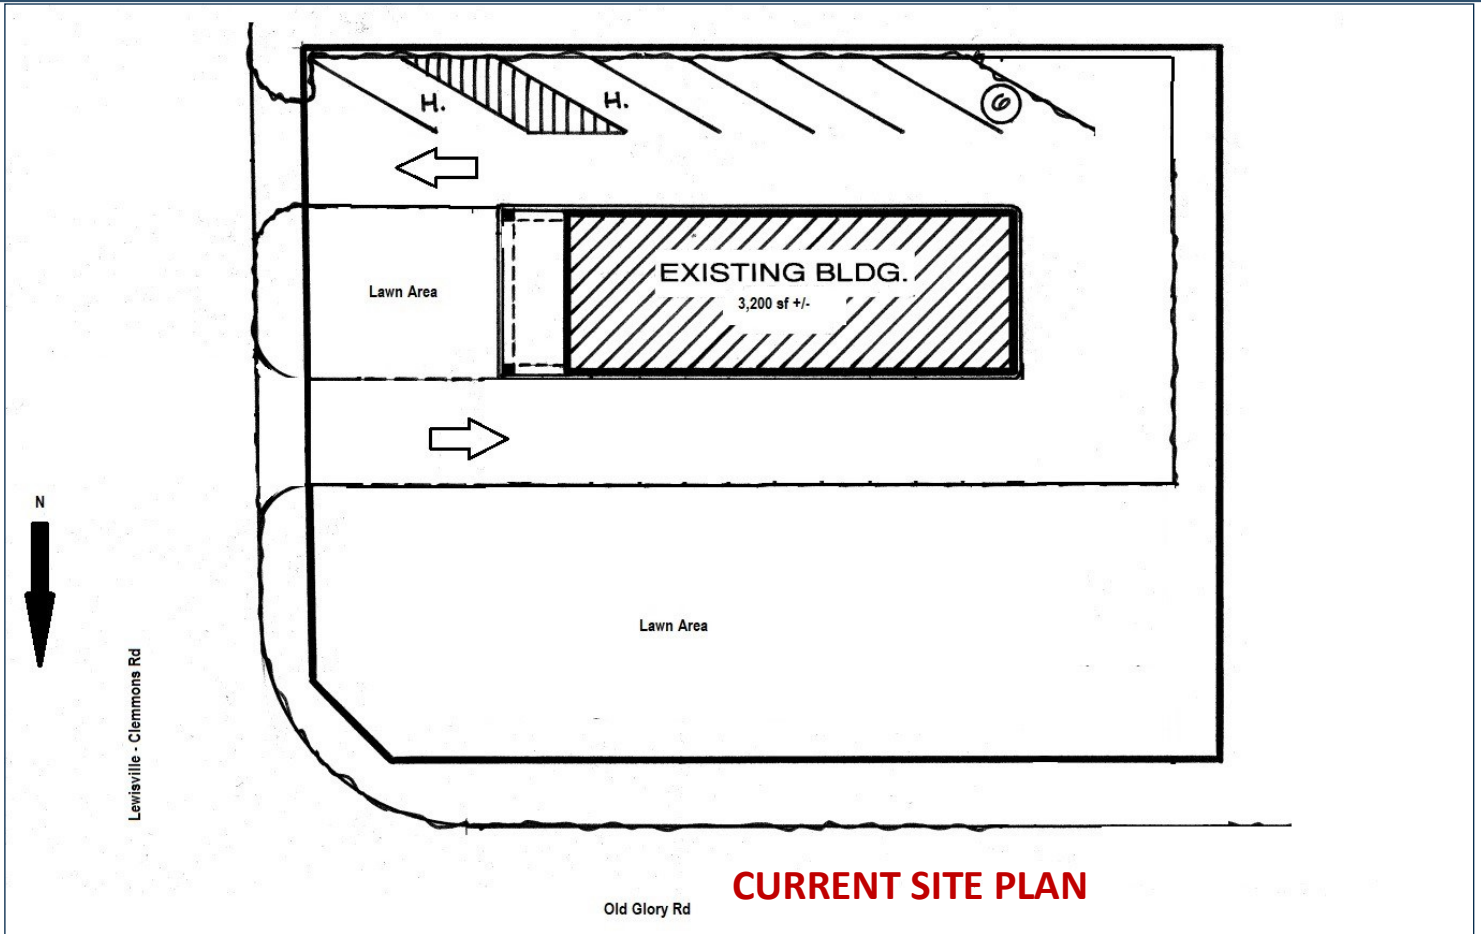 H.
H.
6
EXISTING BLDG.
3,200 sf +/-
Lawn Area
N
Lawn Area
Lewisville - Clemmons Rd
CURRENT SITE PLAN
Old Glory Rd